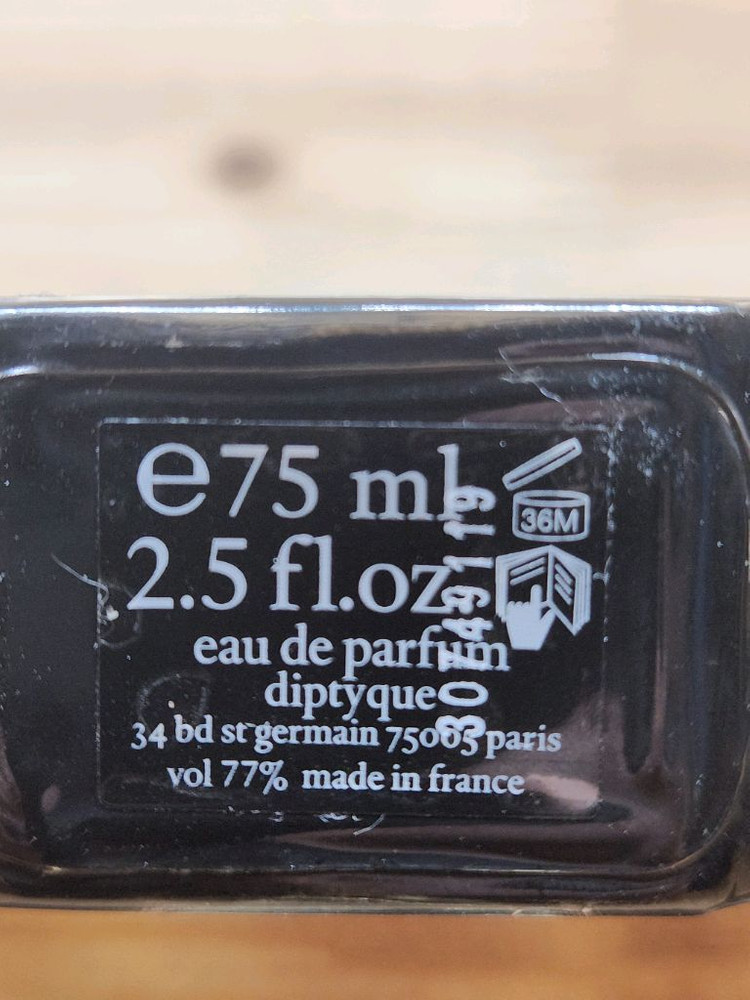 e75 ml
36M
2.5 fl.oz
eau de parfum
diptyque
34 bd st germain 75005 paris
vol 77% made in france